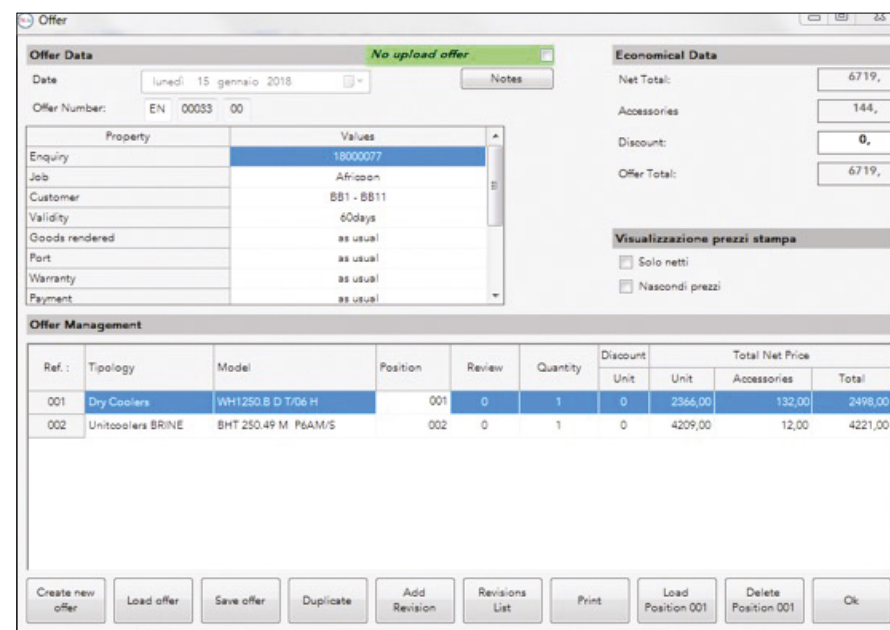 Offer
Offer Data
No upload offer
Date lunedì 15 gennaio 2018
Notes
Offer Number: EN 00033 00
Property Values
Enquiry 18000077
Job Africoon
Customer BB1 - BB11
Validity 60days
Goods rendered as usual
Port as usual
Warranty as usual
Payment as usual
Economical Data
Net Total: 6719,
Accessories 144,
Discount: 0,
Offer Total: 6719,
Visualizzazione prezzi stampa
Solo netti
Nascondi prezzi
Offer Management
Ref. : Tipology Model Position Review Quantity Discount Total Net Price
Unit Unit Accessories Total
001 Dry Coolers WH1250.B D T/06 H 001 0 1 0 2366,00 132,00 2498,00
002 Unitcoolers BRINE BHT 250.49 M P6AM/S 002 0 1 0 4209,00 12,00 4221,00
Create new offer
Load offer
Save offer
Duplicate
Add Revision
Revisions List
Print
Load Position 001
Delete Position 001
Ok